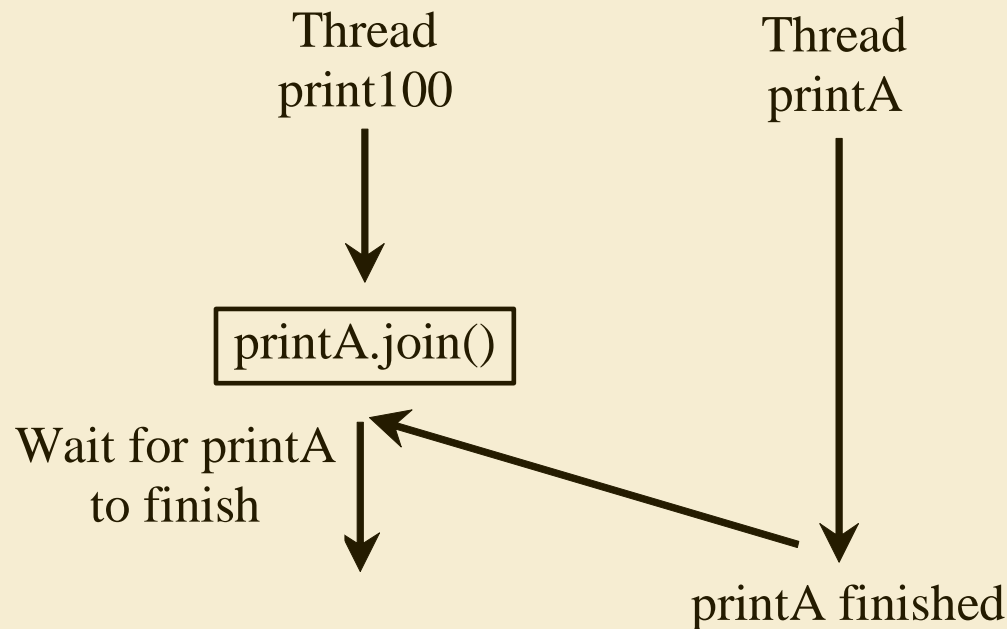 Thread
print100
Thread
printA
printA.join()
Wait for printA
to finish
printA finished